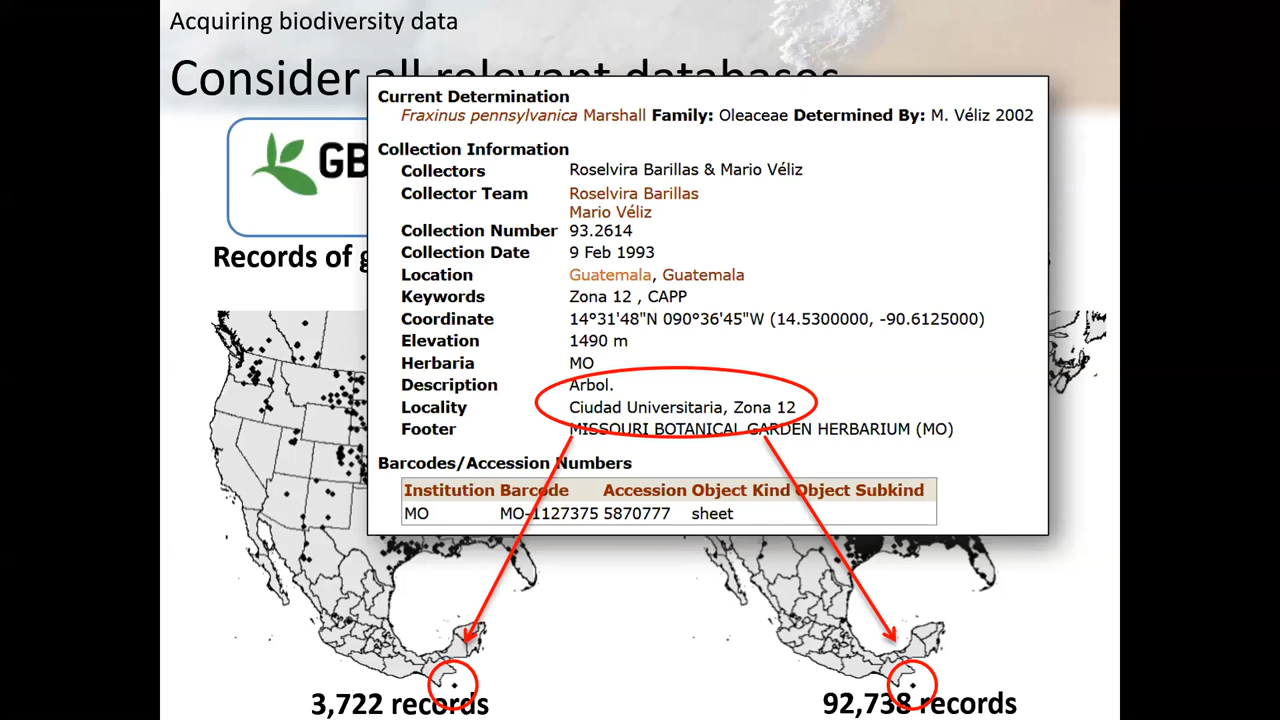 Acquiring biodiversity data
Consider all relevant databases
GB
Records of g
Current Determination
Fraxinus pennsylvanica Marshall Family: Oleaceae Determined By: M. Véliz 2002
Collection Information
Collectors Roselvira Barillas & Mario Véliz
Collector Team Roselvira Barillas
Mario Véliz
Collection Number 93.2614
Collection Date 9 Feb 1993
Location Guatemala, Guatemala
Keywords Zona 12 , CAPP
Coordinate 14°31'48"N 090°36'45"W (14.5300000, -90.6125000)
Elevation 1490 m
Herbaria MO
Description Arbol.
Locality Ciudad Universitaria, Zona 12
Footer MISSOURI BOTANICAL GARDEN HERBARIUM (MO)
Barcodes/Accession Numbers
Institution Barcode Accession Object Kind Object Subkind
MO MO-1127375 5870777 sheet
3,722 records
92,738 records